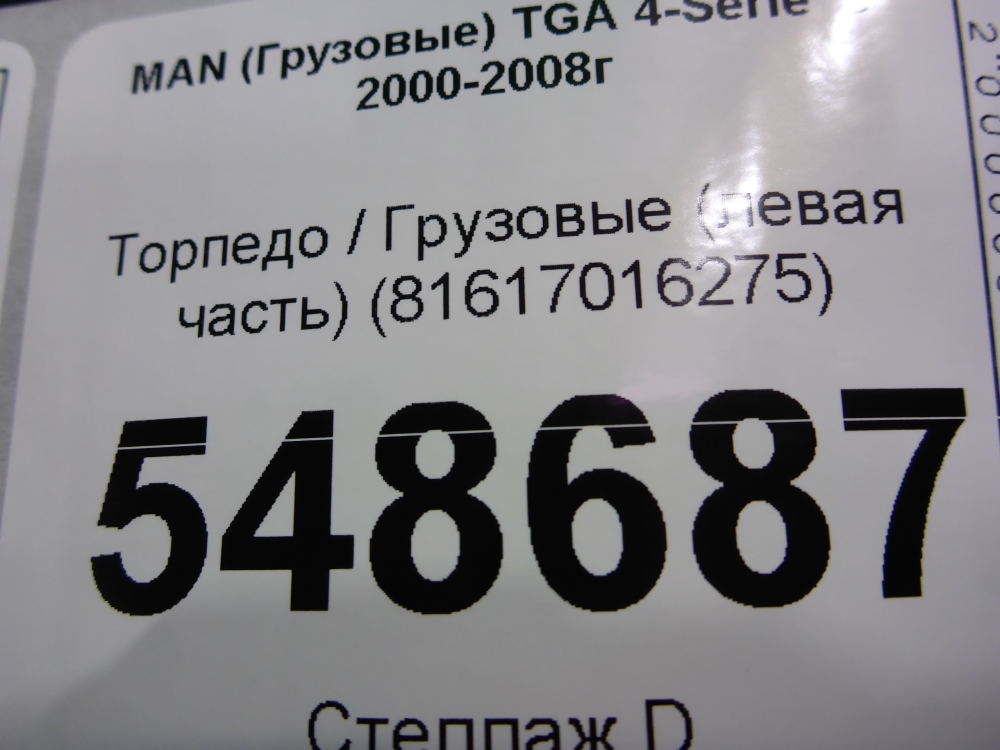 MAN (Грузовые) TGA 4-Serie
2000-2008г
Торпедо / Грузовые (левая
часть) (81617016275)
548687
Стеллаж D